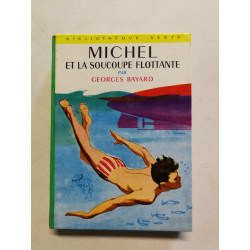 BIBLIOTHÈQUE VERTE
MICHEL
ET LA SOUCOUPE FLOTTANTE
PAR
GEORGES BAYARD